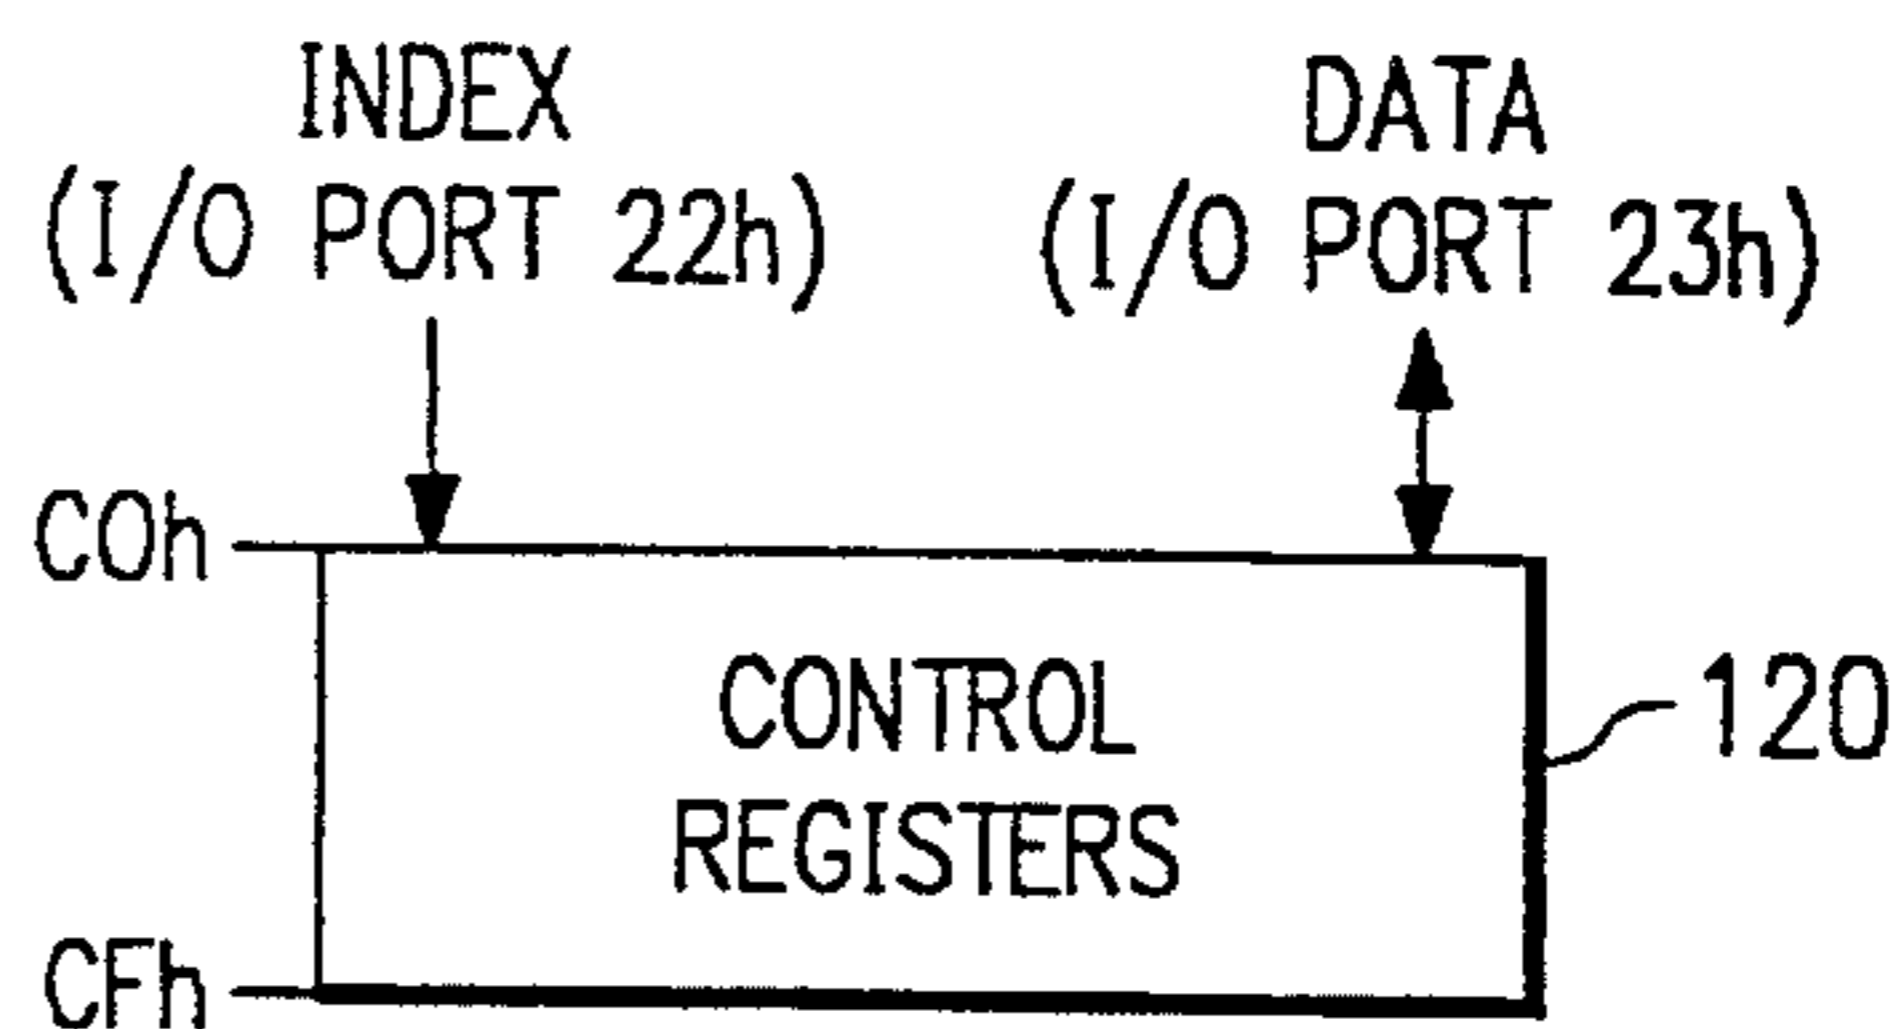 INDEX
(I/O PORT 22h)
DATA
(I/O PORT 23h)
C0h
CONTROL
REGISTERS
120
CFh